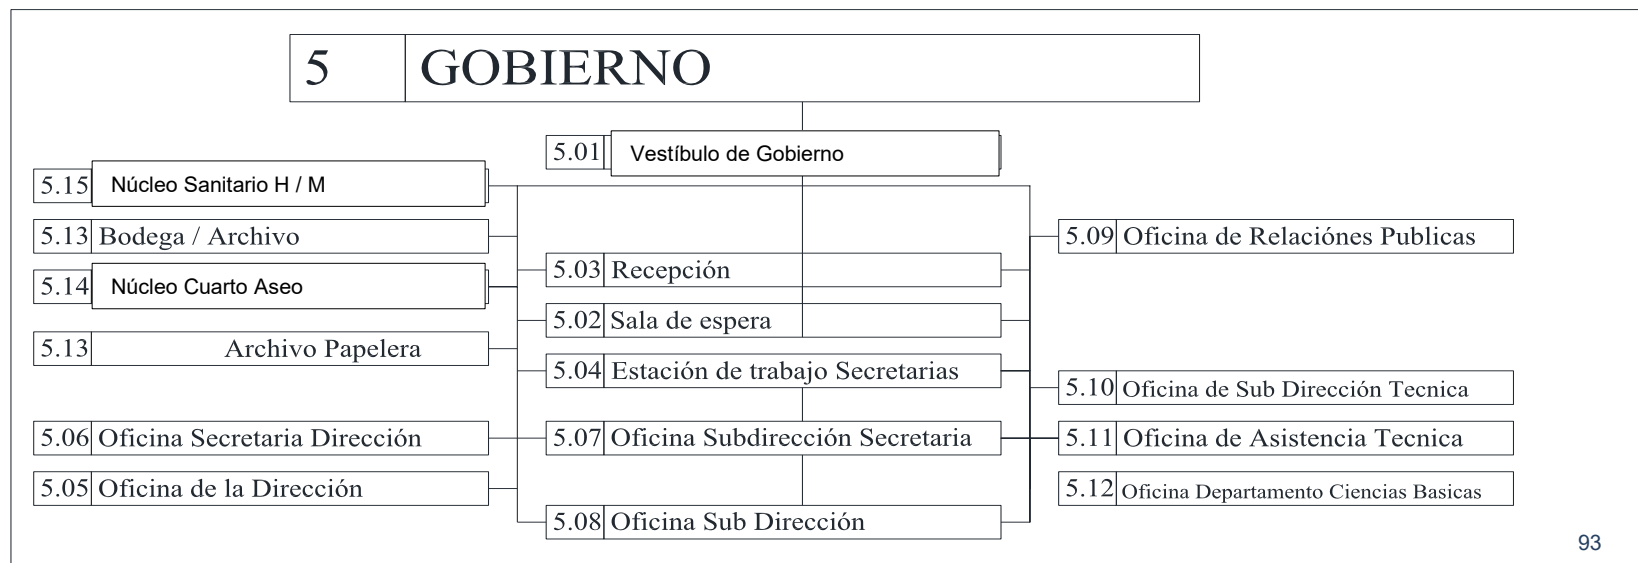 5 GOBIERNO
5.01 Vestíbulo de Gobierno
5.15 Núcleo Sanitario H / M
5.13 Bodega / Archivo
5.14 Núcleo Cuarto Aseo
5.13 Archivo Papelera
5.06 Oficina Secretaria Dirección
5.05 Oficina de la Dirección
5.03 Recepción
5.02 Sala de espera
5.04 Estación de trabajo Secretarias
5.07 Oficina Subdirección Secretaria
5.08 Oficina Sub Dirección
5.09 Oficina de Relaciónes Publicas
5.10 Oficina de Sub Dirección Tecnica
5.11 Oficina de Asistencia Tecnica
5.12 Oficina Departamento Ciencias Basicas
93